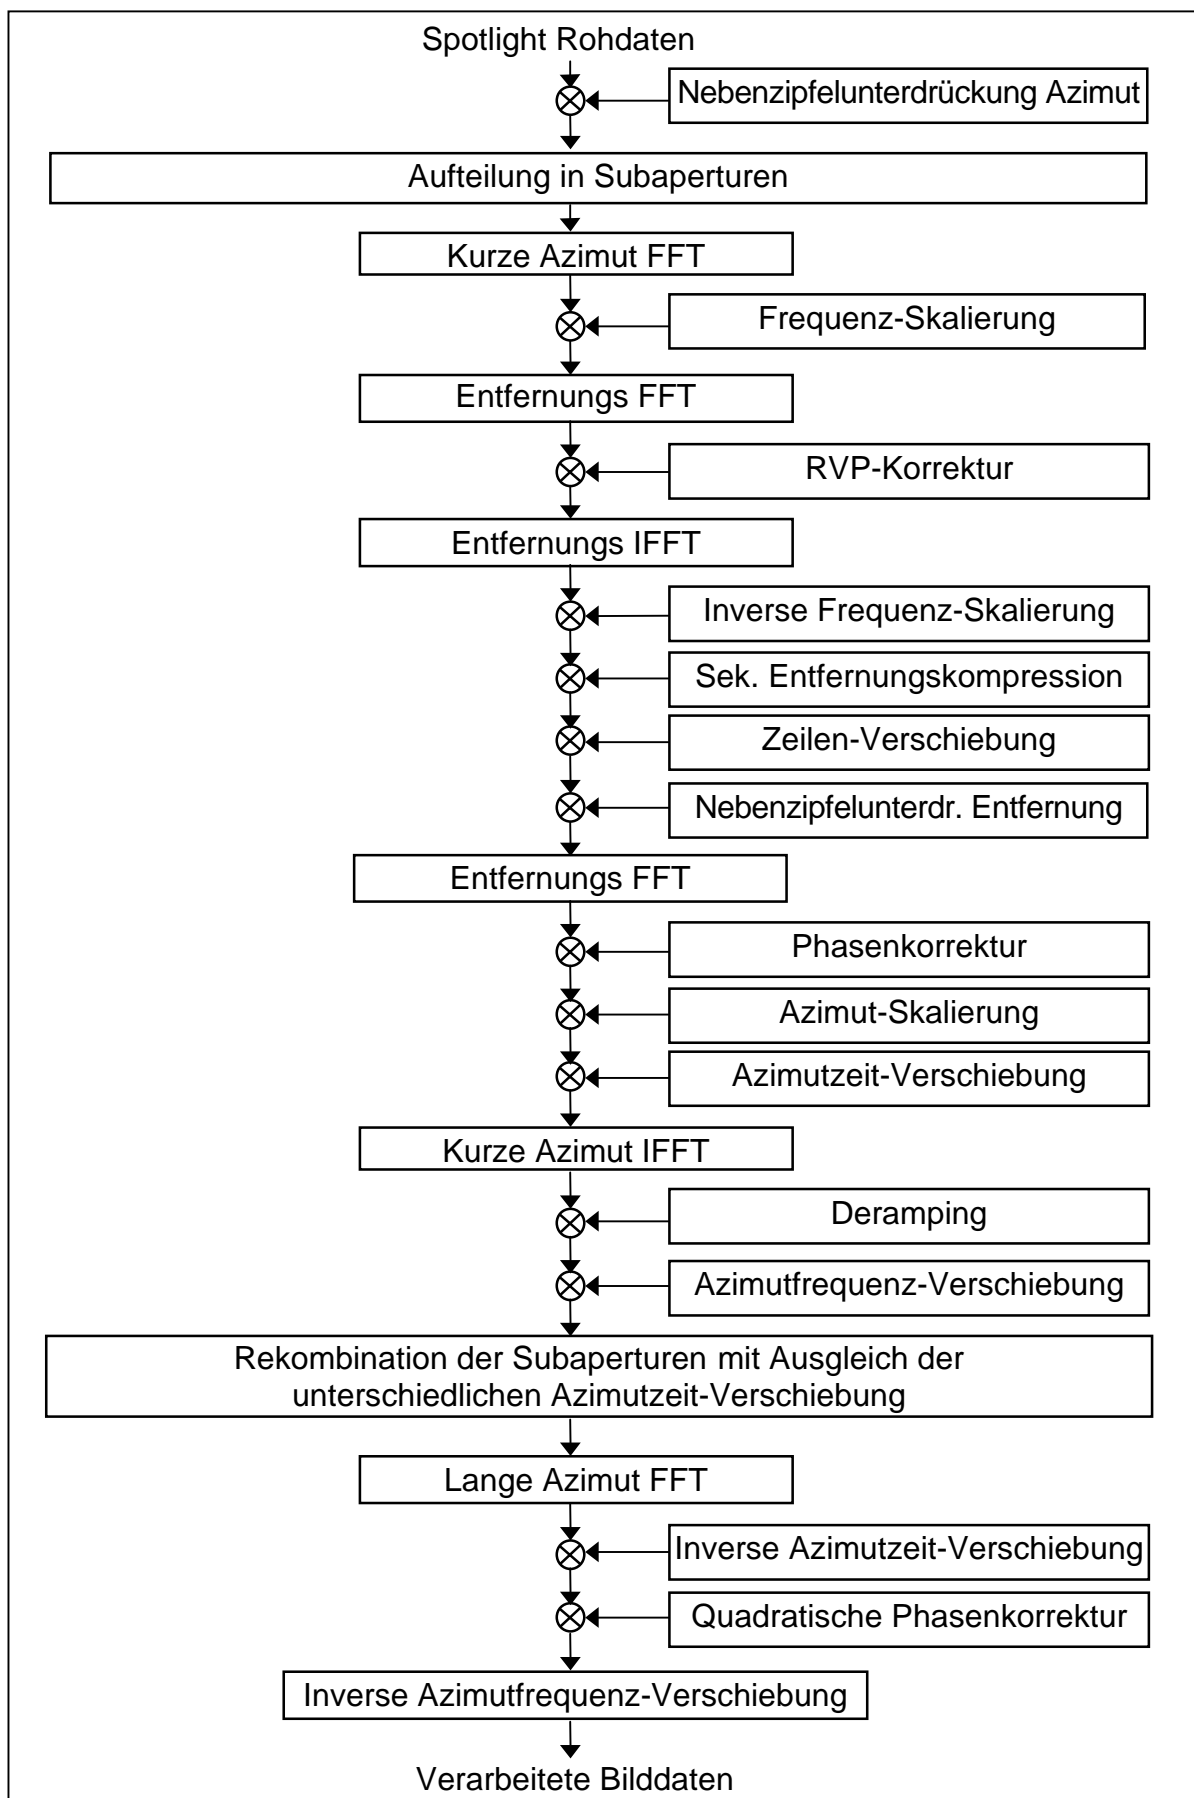 Spotlight Rohdaten
Nebenzipfelunterdrückung Azimut
Aufteilung in Subaperturen
Kurze Azimut FFT
Frequenz-Skalierung
Entfernungs FFT
RVP-Korrektur
Entfernungs IFFT
Inverse Frequenz-Skalierung
Sek. Entfernungskompression
Zeilen-Verschiebung
Nebenzipfelunterdr. Entfernung
Entfernungs FFT
Phasenkorrektur
Azimut-Skalierung
Azimutzeit-Verschiebung
Kurze Azimut IFFT
Deramping
Azimutfrequenz-Verschiebung
Rekombination der Subaperturen mit Ausgleich der
unterschiedlichen Azimutzeit-Verschiebung
Lange Azimut FFT
Inverse Azimutzeit-Verschiebung
Quadratische Phasenkorrektur
Inverse Azimutfrequenz-Verschiebung
Verarbeitete Bilddaten